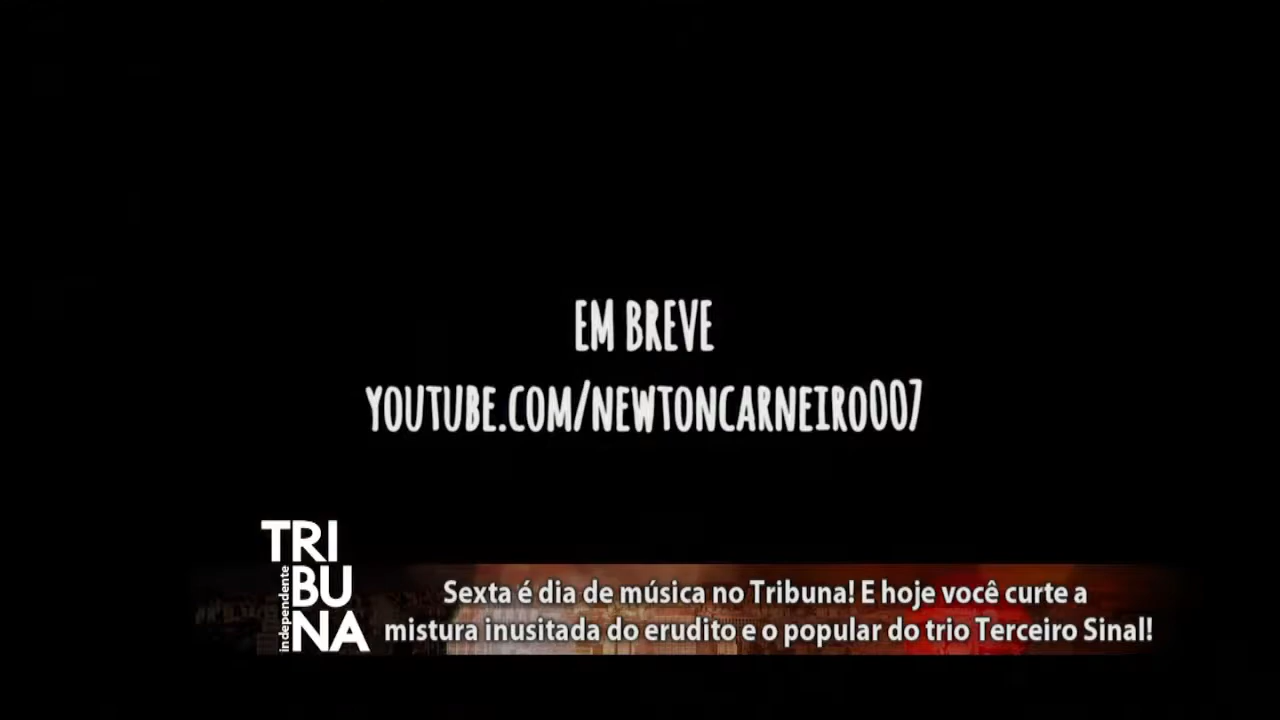 EM BREVE
YOUTUBE.COM/NEWTONCARNEIRO007
TRI
BU
NA
independente
Sexta é dia de música no Tribuna! E hoje você curte a
mistura inusitada do erudito e o popular do trio Terceiro Sinal!